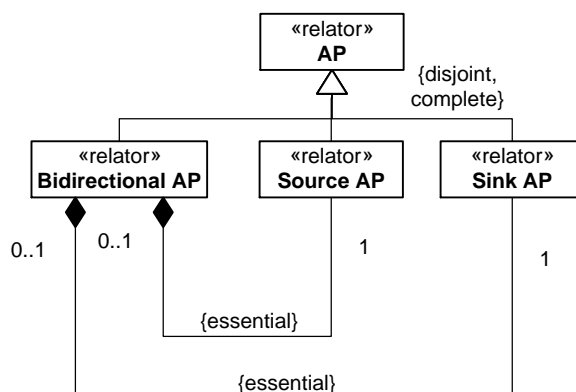 «relator»
AP
{disjoint,
complete}
«relator»
Bidirectional AP
«relator»
Source AP
«relator»
Sink AP
0..1
0..1
1
1
{essential}
{essential}